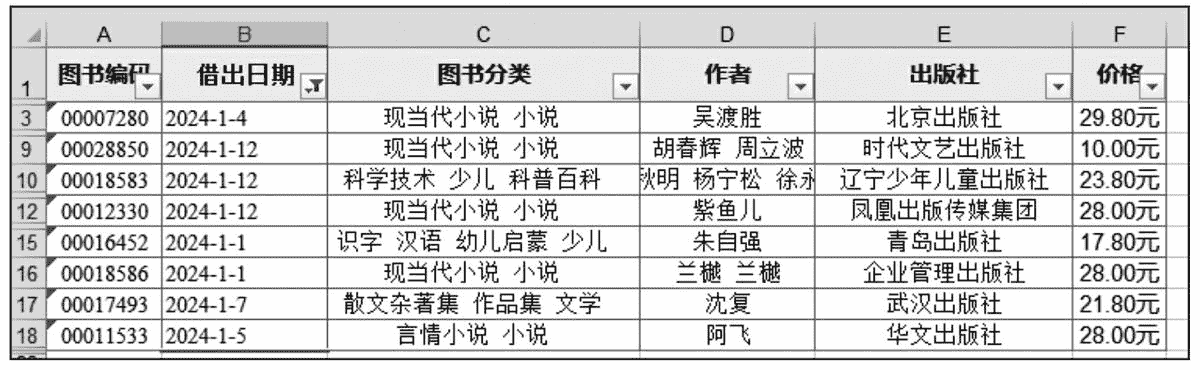 A B C D E F
1 图书编码 借出日期 图书分类 作者 出版社 价格
3 00007280 2024-1-4 现当代小说 小说 吴渡胜 北京出版社 29.80元
9 00028850 2024-1-12 现当代小说 小说 胡春辉 周立波 时代文艺出版社 10.00元
10 00018583 2024-1-12 科学技术 少儿 科普百科 秋明 杨宁松 徐永 辽宁少年儿童出版社 23.80元
12 00012330 2024-1-12 现当代小说 小说 紫鱼儿 凤凰出版传媒集团 28.00元
15 00016452 2024-1-1 识字 汉语 幼儿启蒙 少儿 朱自强 青岛出版社 17.80元
16 00018586 2024-1-1 现当代小说 小说 兰樾 兰樾 企业管理出版社 28.00元
17 00017493 2024-1-7 散文杂著集 作品集 文学 沈复 武汉出版社 21.80元
18 00011533 2024-1-5 言情小说 小说 阿飞 华文出版社 28.00元